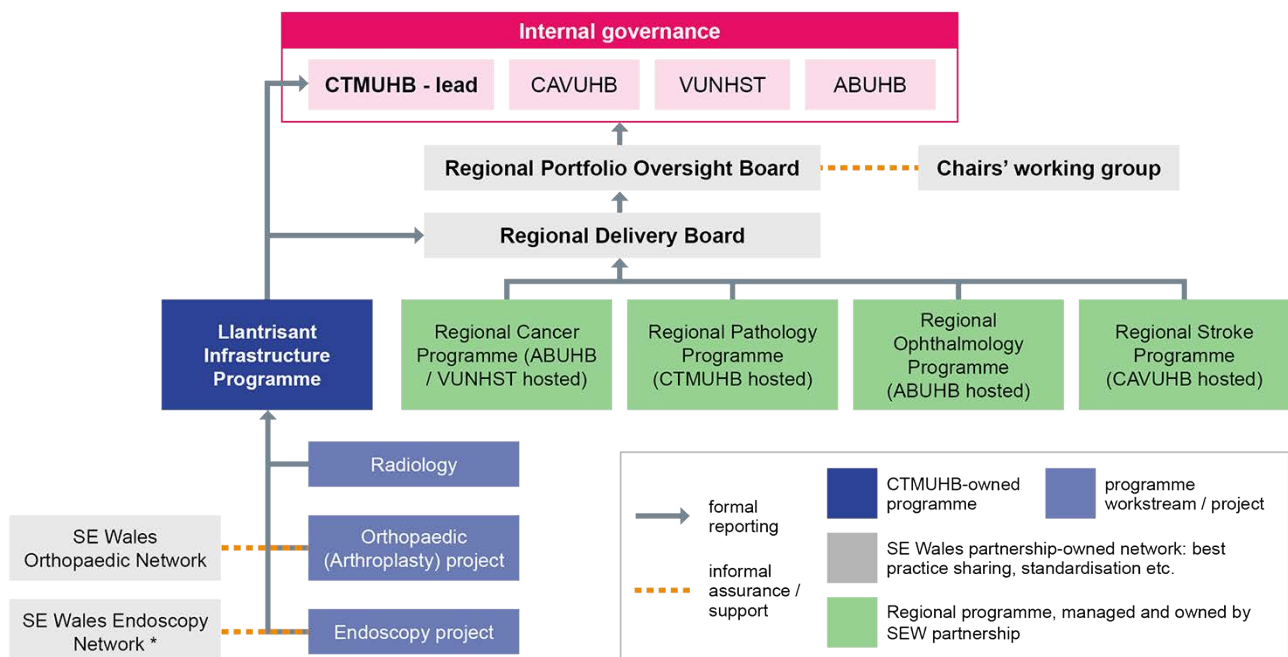 Internal governance
CTMUHB - lead
CAVUHB
VUNHST
ABUHB
Regional Portfolio Oversight Board
Chairs’ working group
Regional Delivery Board
Llantrisant
Infrastructure
Programme
Regional Cancer
Programme (ABUHB
/ VUNHST hosted)
Regional Pathology
Programme
(CTMUHB hosted)
Regional
Ophthalmology
Programme
(ABUHB hosted)
Regional Stroke
Programme
(CAVUHB hosted)
Radiology
SE Wales
Orthopaedic Network
Orthopaedic
(Arthroplasty) project
SE Wales Endoscopy
Network *
Endoscopy project
formal
reporting
informal
assurance /
support
CTMUHB-owned
programme
programme
workstream / project
SE Wales partnership-owned network: best
practice sharing, standardisation etc.
Regional programme, managed and owned by
SEW partnership